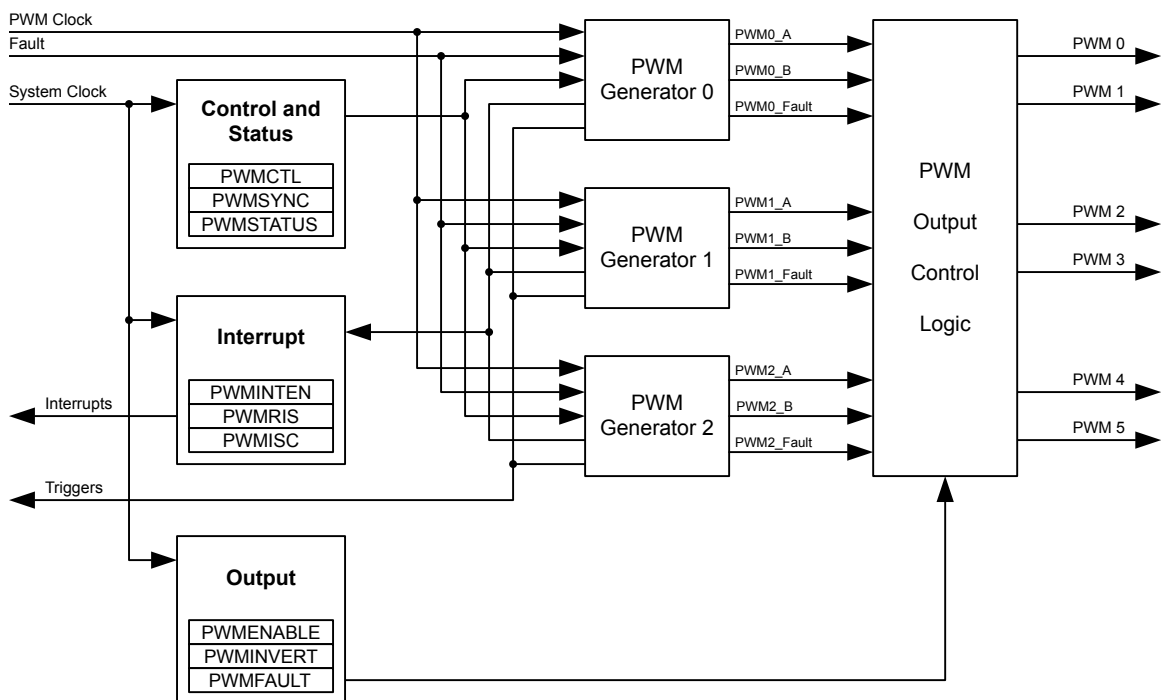 PWM Clock
Fault
System Clock
Control and
Status
PWMCTL
PWMSYNC
PWMSTATUS
Interrupt
PWMINTEN
PWMRIS
PWMISC
Interrupts
Triggers
Output
PWMENABLE
PWMINVERT
PWMFAULT
PWM
Generator 0
PWM0_A
PWM0_B
PWM0_Fault
PWM
Generator 1
PWM1_A
PWM1_B
PWM1_Fault
PWM
Generator 2
PWM2_A
PWM2_B
PWM2_Fault
PWM
Output
Control
Logic
PWM 0
PWM 1
PWM 2
PWM 3
PWM 4
PWM 5